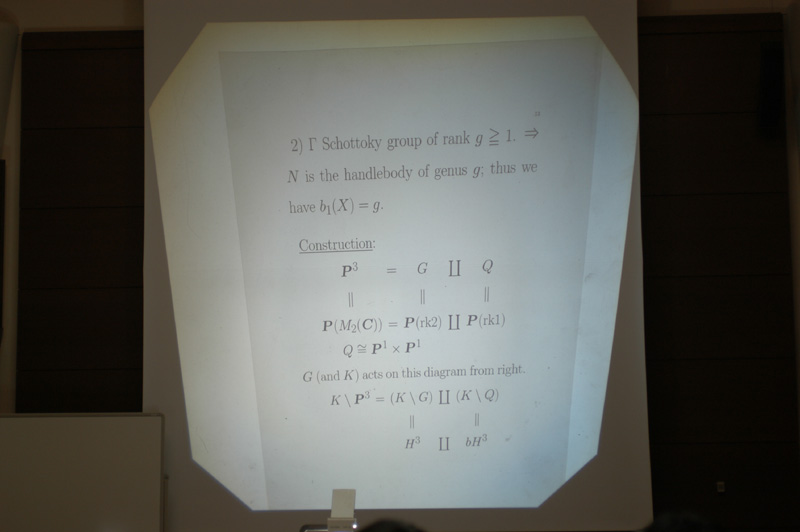 2) Γ Schottoky group of rank g ≧ 1. ⇒
N is the handlebody of genus g; thus we
have b₁(X) = g.
Construction:
P³ = G ∐ Q
∥ ∥ ∥
P(M₂(C)) = P(rk2) ∐ P(rk1)
Q ≅ P¹ × P¹
G (and K) acts on this diagram from right.
K \ P³ = (K \ G) ∐ (K \ Q)
∥ ∥
H³ ∐ bH³